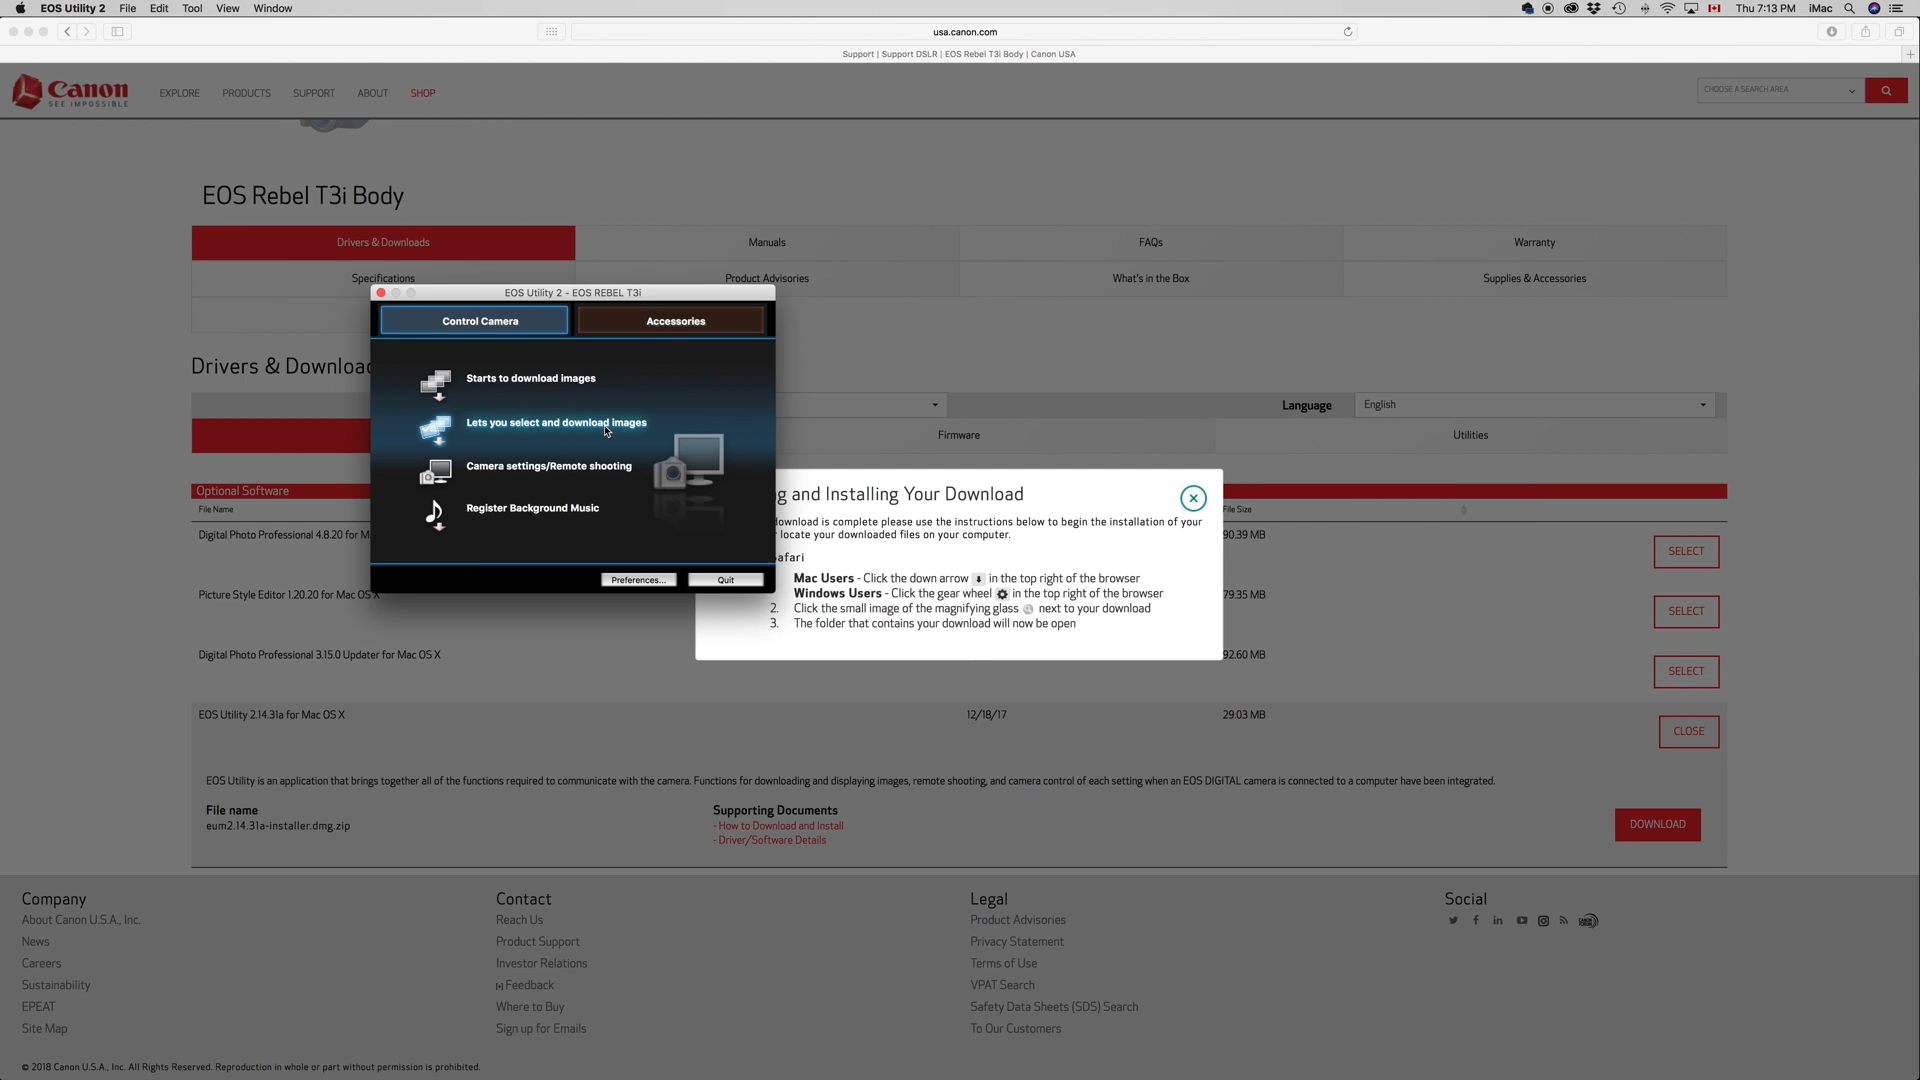 EOS Utility 2 File Edit Tool View Window
Thu 7:13 PM iMac
usa.canon.com
Support | Support DSLR | EOS Rebel T3i Body | Canon USA
Canon
SEE IMPOSSIBLE
EXPLORE PRODUCTS SUPPORT ABOUT SHOP
CHOOSE A SEARCH AREA
EOS Rebel T3i Body
Drivers & Downloads Manuals FAQs Warranty
Specifications Product Advisories What's in the Box Supplies & Accessories
EOS Utility 2 - EOS REBEL T3i
Control Camera Accessories
Starts to download images
Lets you select and download images
Camera settings/Remote shooting
Register Background Music
Preferences... Quit
Drivers & Downloa
Language English
Firmware Utilities
Optional Software
File Name File Size
Digital Photo Professional 4.8.20 for M 90.39 MB SELECT
Picture Style Editor 1.20.20 for Mac OS X 79.35 MB SELECT
g and Installing Your Download
download is complete please use the instructions below to begin the installation of your
locate your downloaded files on your computer.
afari
Mac Users - Click the down arrow in the top right of the browser
Windows Users - Click the gear wheel in the top right of the browser
2. Click the small image of the magnifying glass next to your download
3. The folder that contains your download will now be open
Digital Photo Professional 3.15.0 Updater for Mac OS X 92.60 MB SELECT
EOS Utility 2.14.31a for Mac OS X 12/18/17 29.03 MB CLOSE
EOS Utility is an application that brings together all of the functions required to communicate with the camera. Functions for downloading and displaying images, remote shooting, and camera control of each setting when an EOS DIGITAL camera is connected to a computer have been integrated.
File name
eum2.14.31a-installer.dmg.zip
Supporting Documents
- How to Download and Install
- Driver/Software Details
DOWNLOAD
Company
About Canon U.S.A., Inc.
News
Careers
Sustainability
EPEAT
Site Map
Contact
Reach Us
Product Support
Investor Relations
[+] Feedback
Where to Buy
Sign up for Emails
Legal
Product Advisories
Privacy Statement
Terms of Use
VPAT Search
Safety Data Sheets (SDS) Search
To Our Customers
Social
© 2018 Canon U.S.A., Inc. All Rights Reserved. Reproduction in whole or part without permission is prohibited.